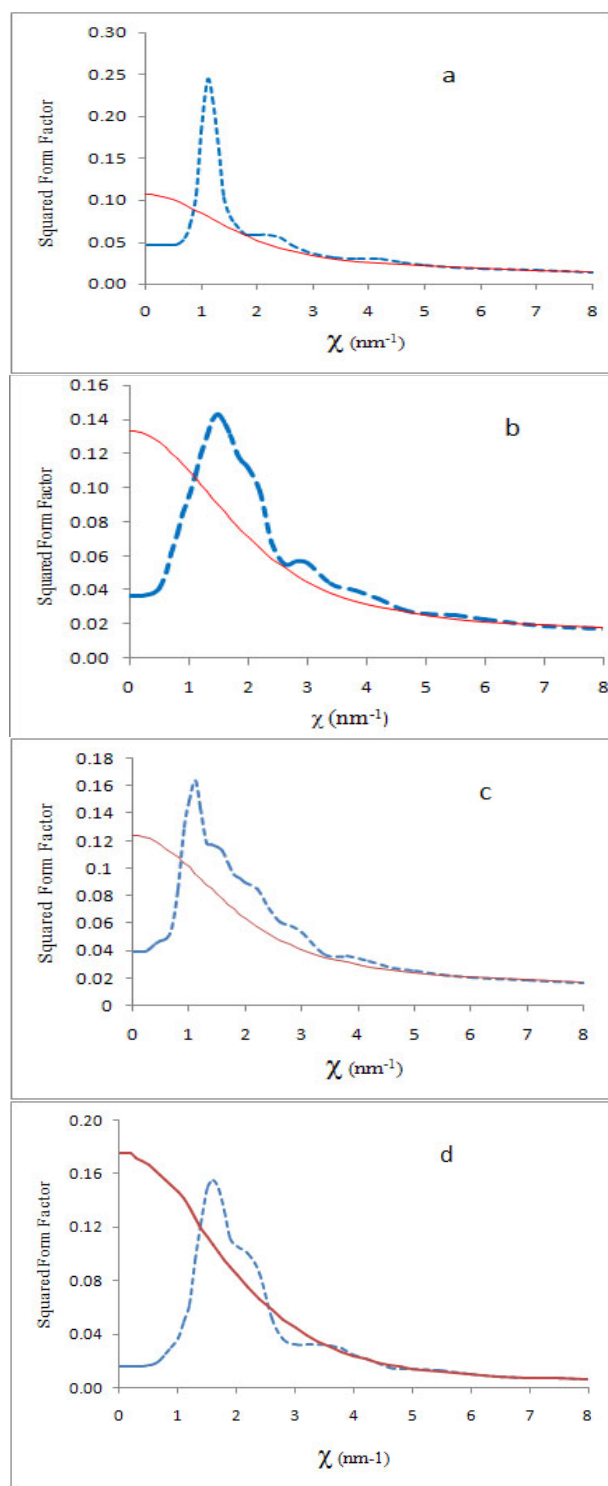 0.30
a
0.25
0.20
0.15
0.10
0.05
0.00
Squared Form Factor
0 1 2 3 4 5 6 7 8
χ (nm-1)
0.16
b
0.14
0.12
0.10
0.08
0.06
0.04
0.02
0.00
Squared Form Factor
0 1 2 3 4 5 6 7 8
χ (nm-1)
0.18
c
0.16
0.14
0.12
0.1
0.08
0.06
0.04
0.02
0
Squared Form Factor
0 1 2 3 4 5 6 7 8
χ (nm-1)
0.20
d
0.16
0.12
0.08
0.04
0.00
Squared Form Factor
0 1 2 3 4 5 6 7 8
χ (nm-1)